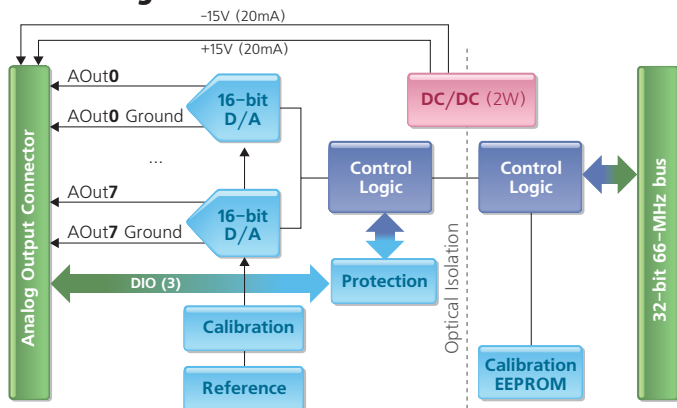 -15V (20mA)
+15V (20mA)
AOut0
16-bit
D/A
DC/DC (2W)
AOut0 Ground
...
Control
Logic
Control
Logic
AOut7
16-bit
D/A
AOut7 Ground
DIO (3)
Protection
Calibration
Reference
Calibration
EEPROM
Analog Output Connector
Optical Isolation
32-bit 66-MHz bus